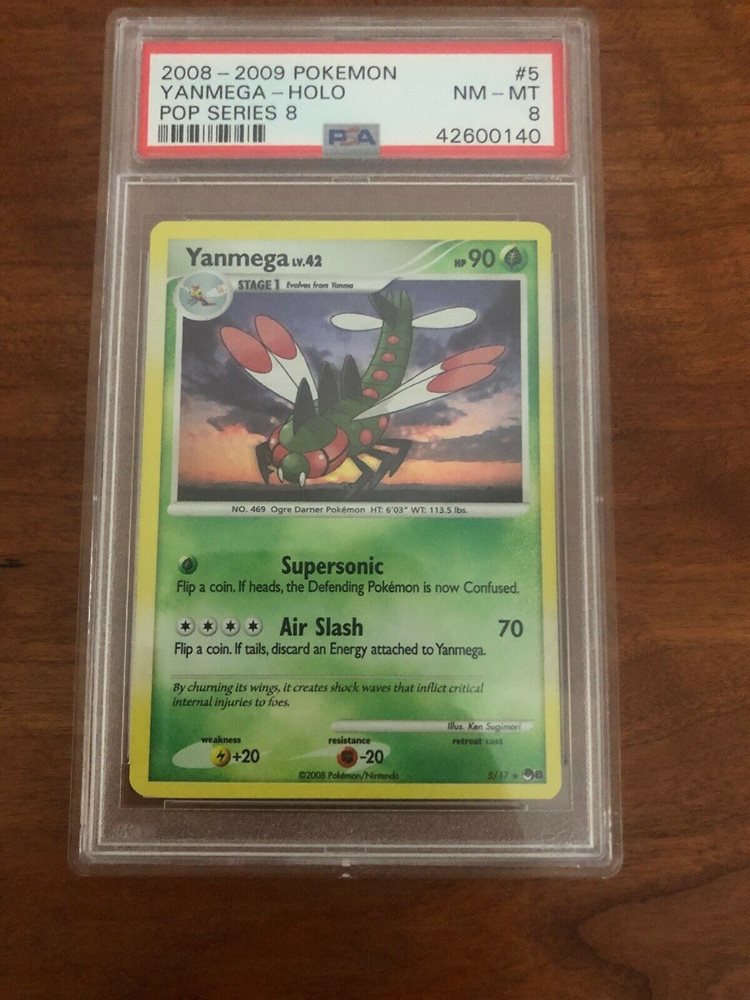 2008 – 2009 POKEMON #5
YANMEGA – HOLO NM – MT
POP SERIES 8 8
PSA 42600140
Yanmega LV.42 HP 90
STAGE 1 Evolves from Yanma
NO. 469 Ogre Darner Pokémon HT: 6'03" WT: 113.5 lbs.
Supersonic
Flip a coin. If heads, the Defending Pokémon is now Confused.
Air Slash 70
Flip a coin. If tails, discard an Energy attached to Yanmega.
By churning its wings, it creates shock waves that inflict critical
internal injuries to foes.
Illus. Ken Sugimori
weakness resistance retreat cost
+20 -20
©2008 Pokémon/Nintendo 5/17 ★ 8